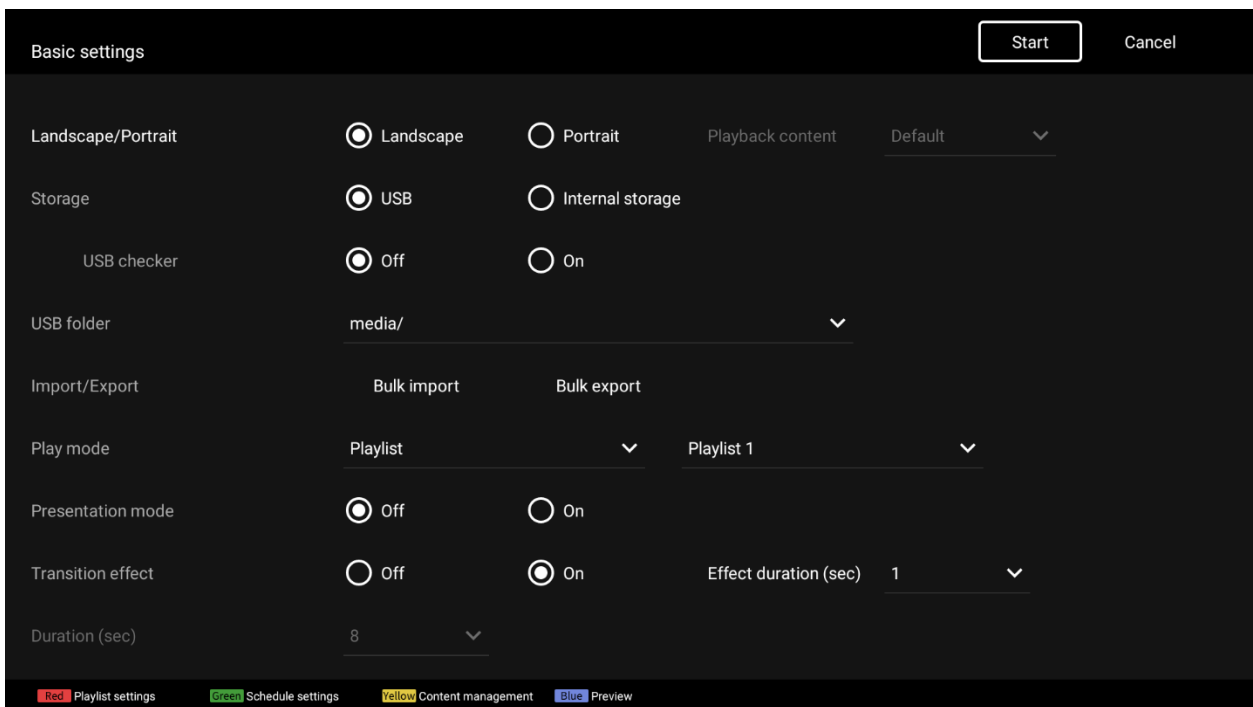 Basic settings Start Cancel
Landscape/Portrait Landscape Portrait Playback content Default
Storage USB Internal storage
USB checker Off On
USB folder media/
Import/Export Bulk import Bulk export
Play mode Playlist Playlist 1
Presentation mode Off On
Transition effect Off On Effect duration (sec) 1
Duration (sec) 8
Red Playlist settings Green Schedule settings Yellow Content management Blue Preview